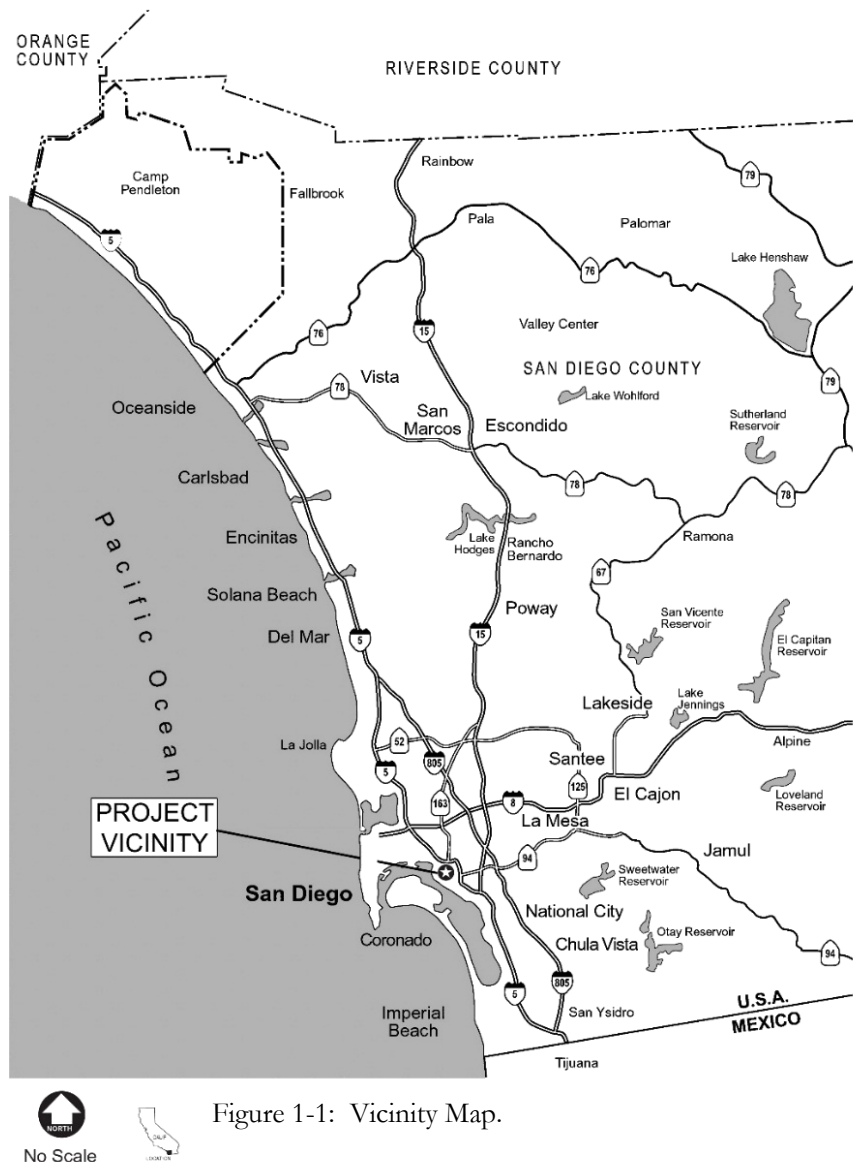 ORANGE
COUNTY
RIVERSIDE COUNTY
Rainbow
79
Camp
Pendleton
Fallbrook
5
Pala
Palomar
Lake Henshaw
76
76
15
Valley Center
SAN DIEGO COUNTY
79
Vista
78
Oceanside
San
Marcos
Escondido
Lake Wohlford
Sutherland
Reservoir
Carlsbad
78
78
Pacific Ocean
Encinitas
Lake
Hodges
Rancho
Bernardo
Ramona
67
Solana Beach
Poway
San Vicente
Reservoir
El Capitan
Reservoir
Del Mar
5
15
Lakeside
Lake
Jennings
La Jolla
52
805
Santee
Alpine
5
125
163
8
El Cajon
Loveland
Reservoir
PROJECT
VICINITY
La Mesa
94
Jamul
Sweetwater
Reservoir
San Diego
National City
Coronado
Chula Vista
Otay Reservoir
94
5
805
Imperial
Beach
San Ysidro
U.S.A.
MEXICO
Tijuana
NORTH
No Scale
CALIF
LOCATION
Figure 1-1: Vicinity Map.